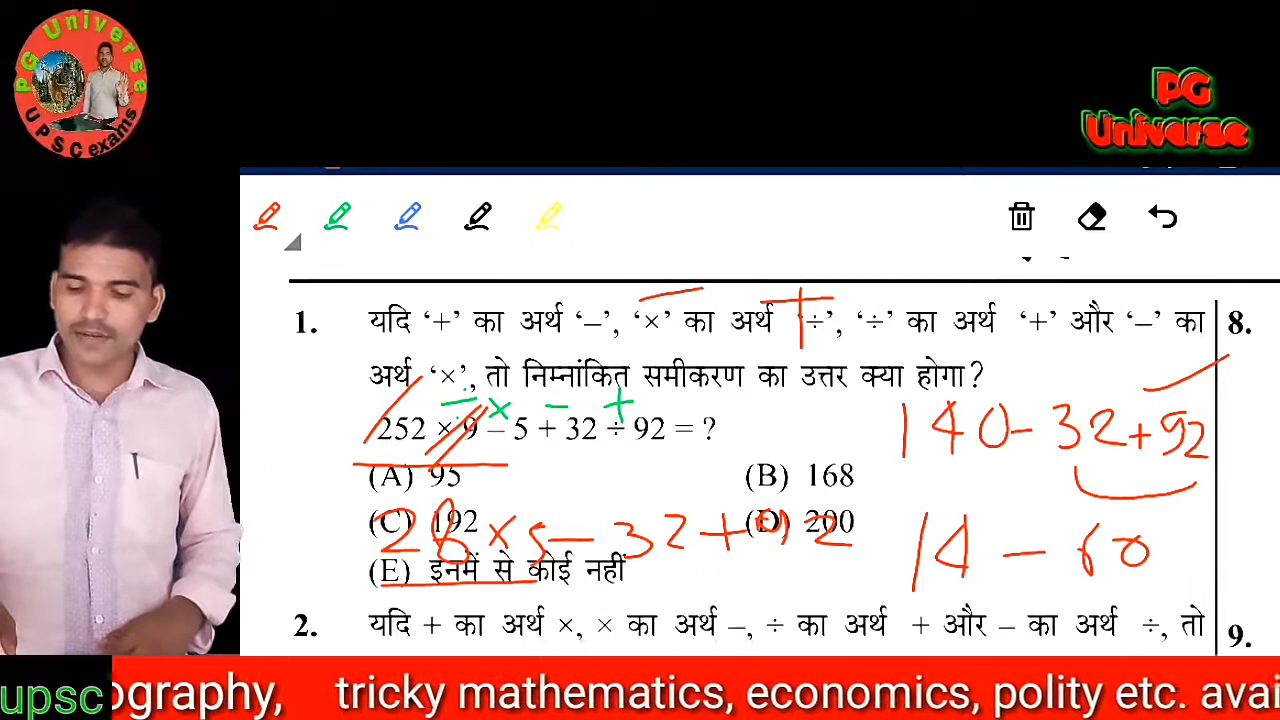 PG Universe
UPSC exams
PG
Universe
1. यदि ‘+’ का अर्थ ‘–’, ‘×’ का अर्थ ‘÷’, ‘÷’ का अर्थ ‘+’ और ‘–’ का
अर्थ ‘×’, तो निम्नांकित समीकरण का उत्तर क्या होगा?
÷ × − +
252 × 9 – 5 + 32 ÷ 92 = ?
(A) 95 (B) 168
(C) 192 (D) 200
28 × 5 − 32 + 92
(E) इनमें से कोई नहीं
2. यदि + का अर्थ ×, × का अर्थ –, ÷ का अर्थ + और – का अर्थ ÷, तो
8.
140 − 32 + 92
14 − 60
9.
upsc
ography, tricky mathematics, economics, polity etc. avai